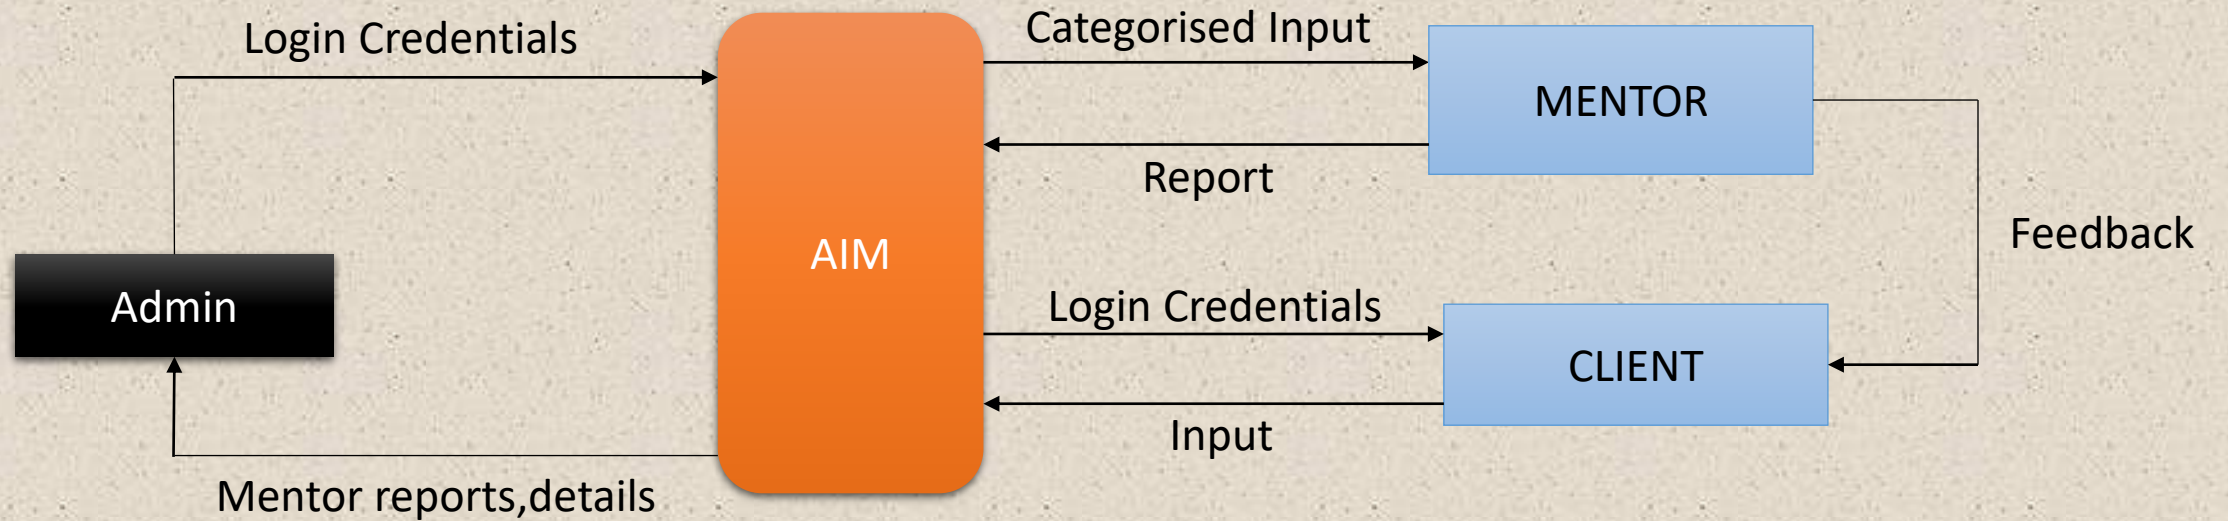 Login Credentials
Categorised Input
MENTOR
Report
Feedback
AIM
Admin
Login Credentials
CLIENT
Input
Mentor reports,details